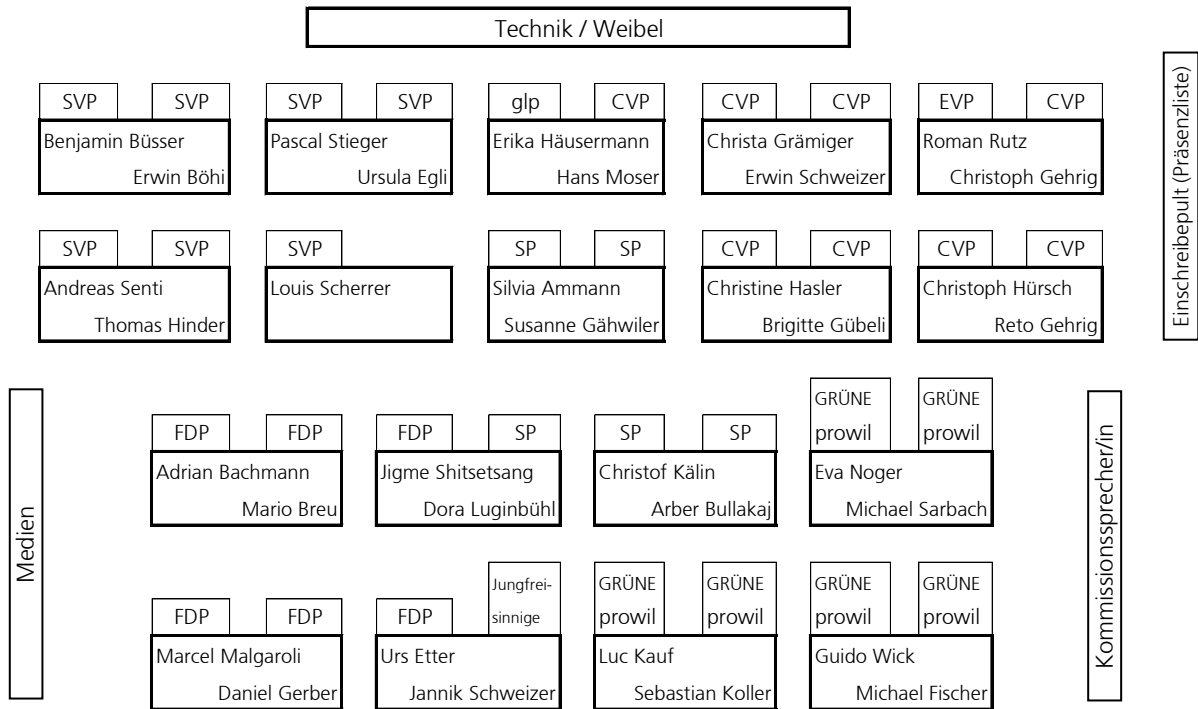 Technik / Weibel
SVP SVP SVP SVP glp CVP CVP CVP EVP CVP
Benjamin Büsser Pascal Stieger Erika Häusermann Christa Grämiger Roman Rutz
Erwin Böhi Ursula Egli Hans Moser Erwin Schweizer Christoph Gehrig
Einschreibepult (Präsenzliste)
SVP SVP SVP SP SP CVP CVP CVP CVP
Andreas Senti Louis Scherrer Silvia Ammann Christine Hasler Christoph Hürsch
Thomas Hinder Susanne Gähwiler Brigitte Gübeli Reto Gehrig
Medien
GRÜNE GRÜNE
FDP FDP FDP SP SP SP prowil prowil
Adrian Bachmann Jigme Shitsetsang Christof Kälin Eva Noger
Mario Breu Dora Luginbühl Arber Bullakaj Michael Sarbach
Kommissionssprecher/in
Jungfrei- GRÜNE GRÜNE GRÜNE GRÜNE
FDP FDP FDP sinnige prowil prowil prowil prowil
Marcel Malgaroli Urs Etter Luc Kauf Guido Wick
Daniel Gerber Jannik Schweizer Sebastian Koller Michael Fischer